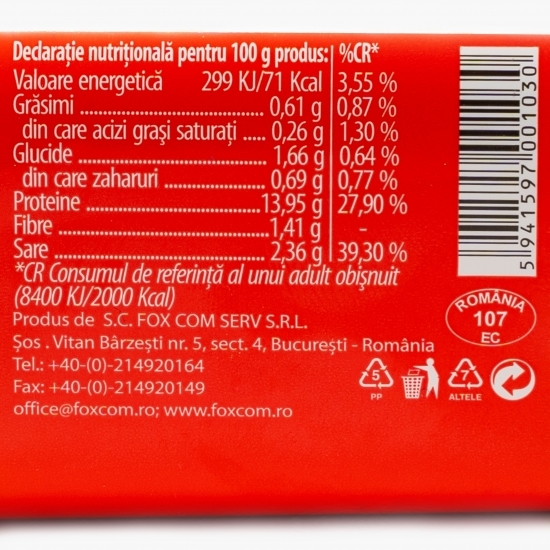 Declarație nutrițională pentru 100 g produs: %CR*
Valoare energetică 299 KJ/71 Kcal 3,55 %
Grăsimi ........................ 0,61 g 0,87 %
din care acizi grași saturați ..... 0,26 g 1,30 %
Glucide ........................ 1,66 g 0,64 %
din care zaharuri ................ 0,69 g 0,77 %
Proteine ........................ 13,95 g 27,90 %
Fibre ........................ 1,41 g -
Sare ........................ 2,36 g 39,30 %
*CR Consumul de referință al unui adult obișnuit
(8400 KJ/2000 Kcal)
Produs de S.C. FOX COM SERV S.R.L.
Șos . Vitan Bârzești nr. 5, sect. 4, București - România
Tel.: +40-(0)-214920164
Fax: +40-(0)-214920149
office@foxcom.ro; www.foxcom.ro
5 941597 001030
ROMÂNIA
107
EC
5
PP
7
ALTELE